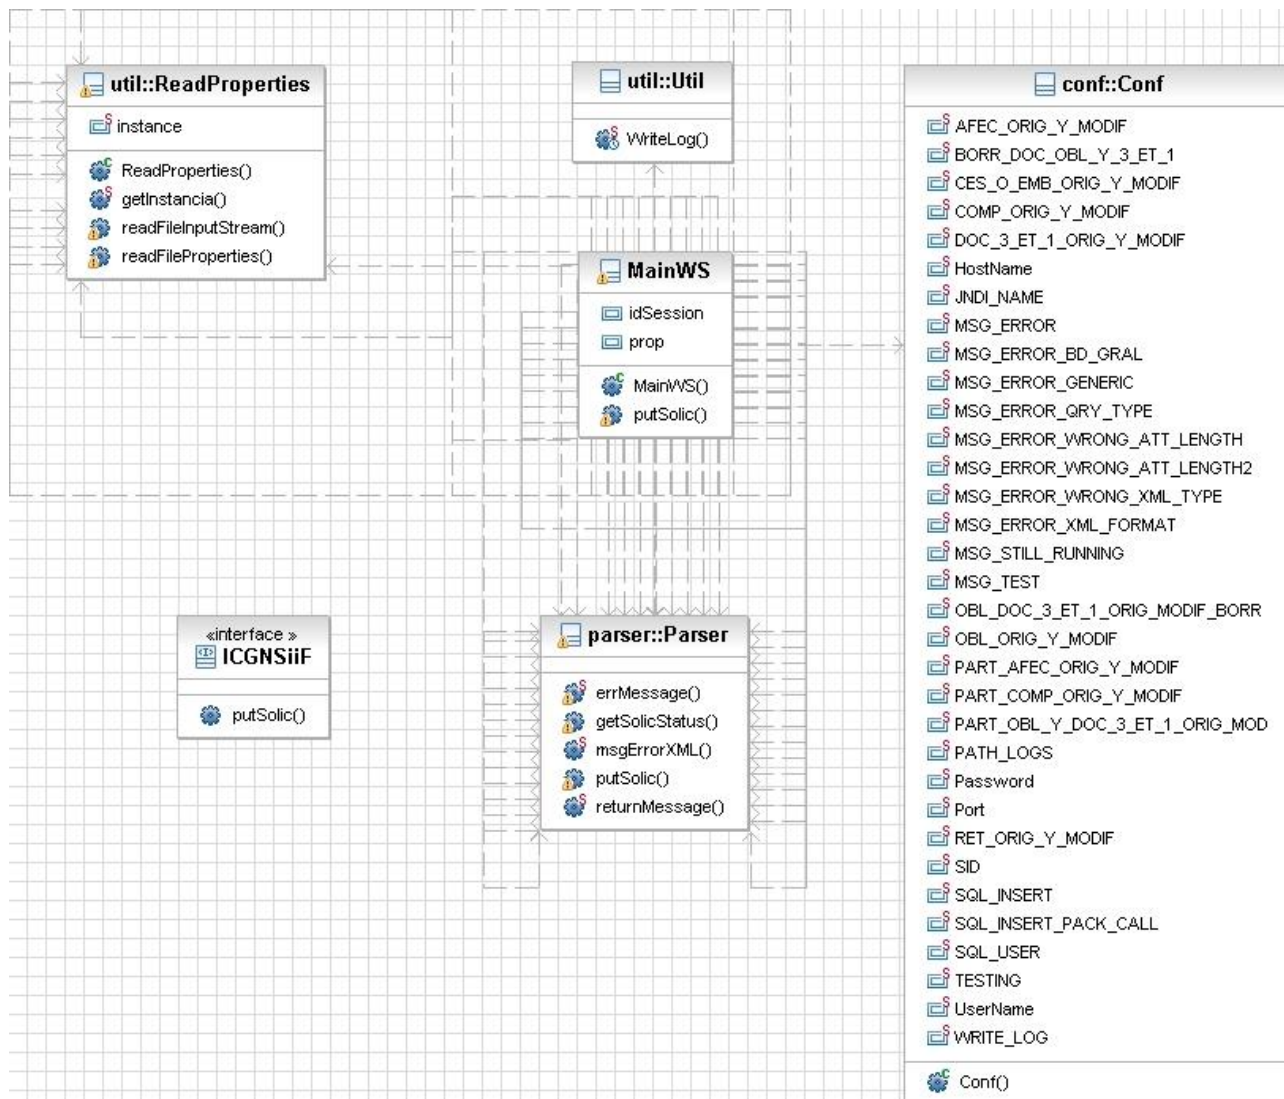 util::ReadProperties
instance
ReadProperties()
getInstancia()
readFileInputStream()
readFileProperties()
util::Util
WriteLog()
MainWS
idSession
prop
MainWS()
putSolic()
«interface »
ICGNSiiF
putSolic()
parser::Parser
errMessage()
getSolicStatus()
msgErrorXML()
putSolic()
returnMessage()
conf::Conf
AFEC_ORIG_Y_MODIF
BORR_DOC_OBL_Y_3_ET_1
CES_O_EMB_ORIG_Y_MODIF
COMP_ORIG_Y_MODIF
DOC_3_ET_1_ORIG_Y_MODIF
HostName
JNDI_NAME
MSG_ERROR
MSG_ERROR_BD_GRAL
MSG_ERROR_GENERIC
MSG_ERROR_QRY_TYPE
MSG_ERROR_WRONG_ATT_LENGTH
MSG_ERROR_WRONG_ATT_LENGTH2
MSG_ERROR_WRONG_XML_TYPE
MSG_ERROR_XML_FORMAT
MSG_STILL_RUNNING
MSG_TEST
OBL_DOC_3_ET_1_ORIG_MODIF_BORR
OBL_ORIG_Y_MODIF
PART_AFEC_ORIG_Y_MODIF
PART_COMP_ORIG_Y_MODIF
PART_OBL_Y_DOC_3_ET_1_ORIG_MOD
PATH_LOGS
Password
Port
RET_ORIG_Y_MODIF
SID
SQL_INSERT
SQL_INSERT_PACK_CALL
SQL_USER
TESTING
UserName
WRITE_LOG
Conf()